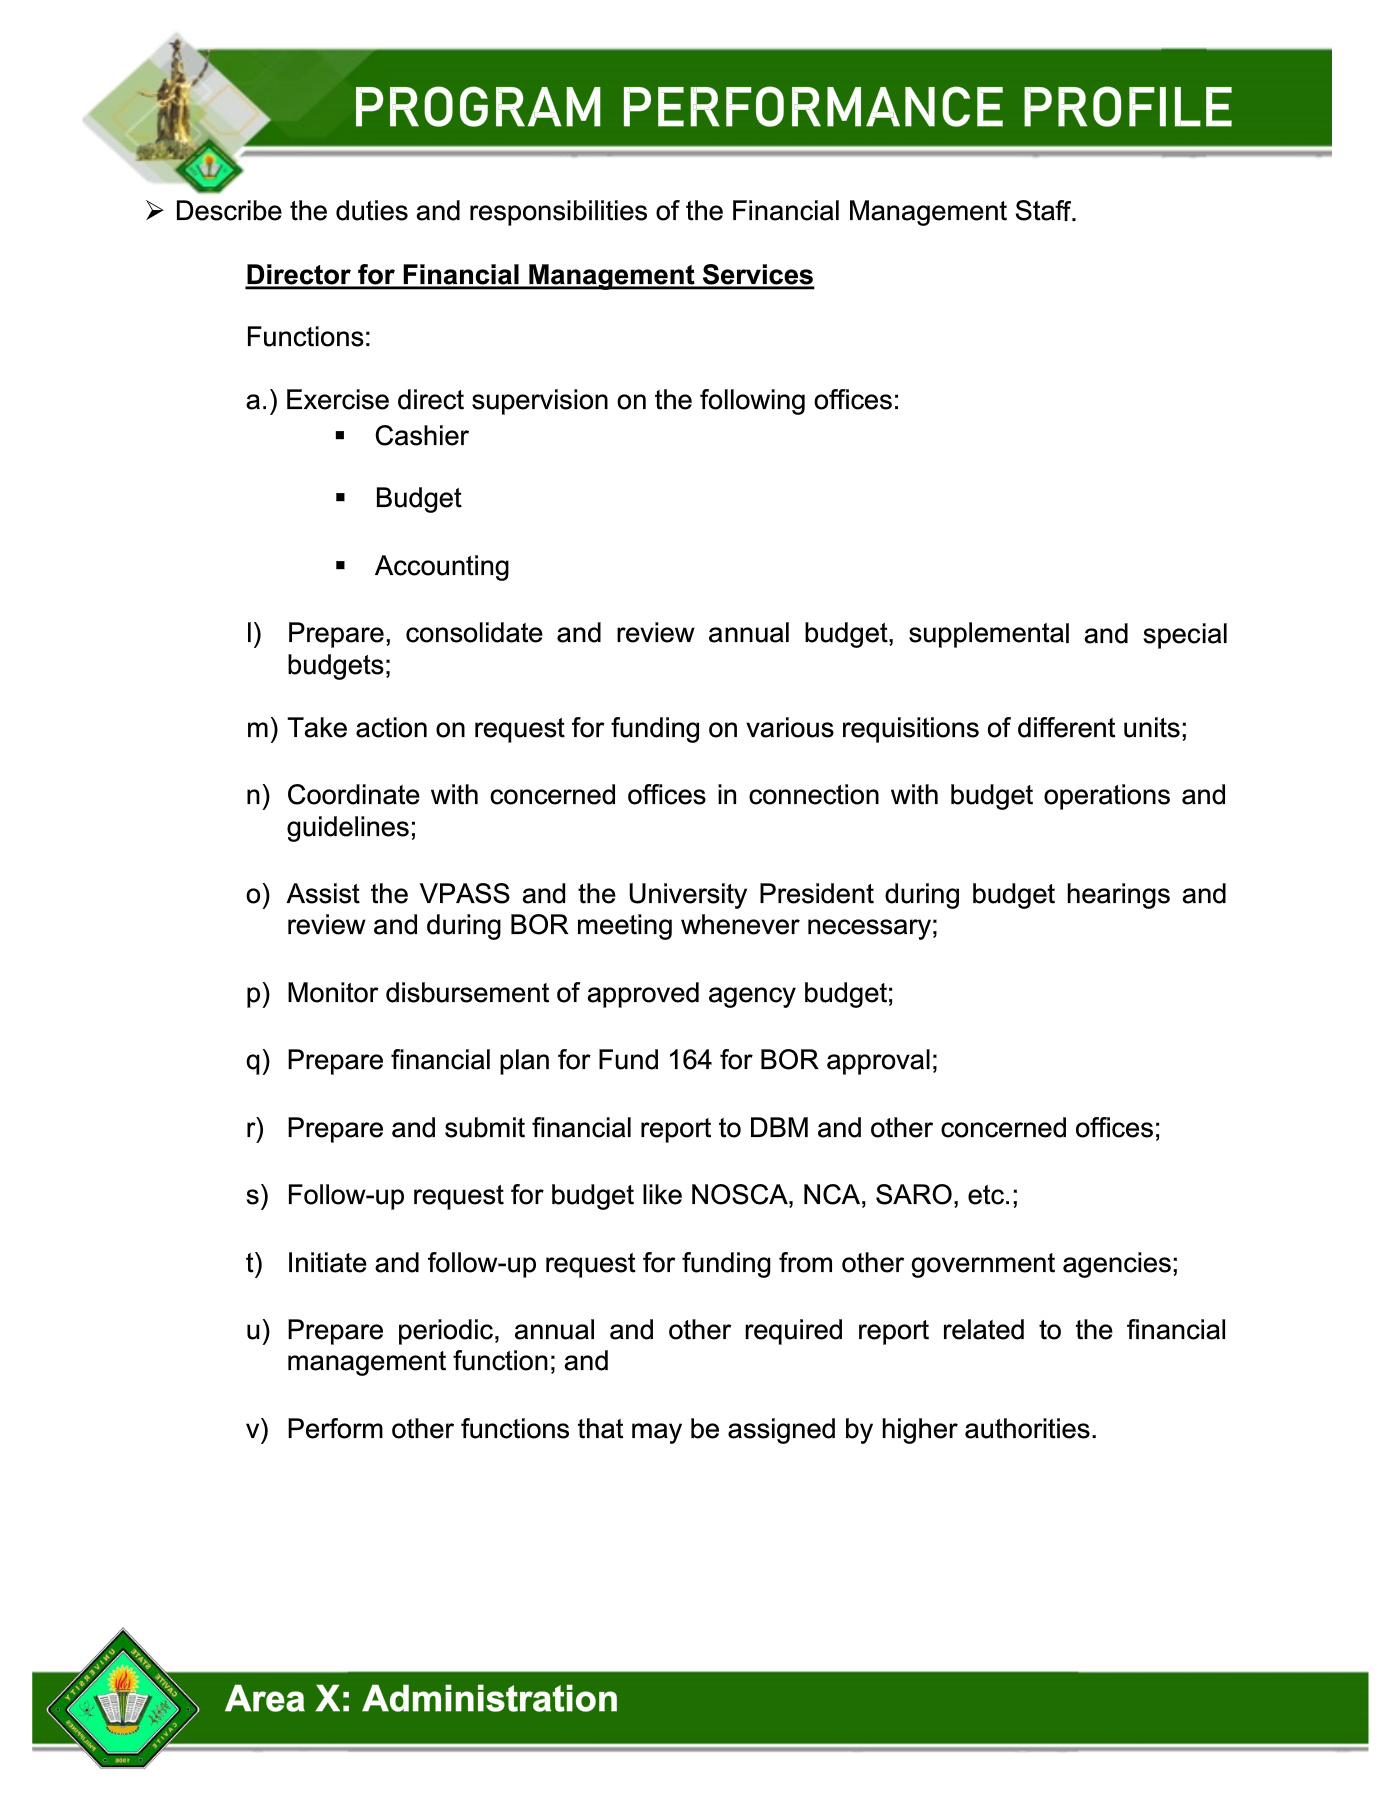 PROGRAM PERFORMANCE PROFILE
➢ Describe the duties and responsibilities of the Financial Management Staff.
Director for Financial Management Services
Functions:
a.) Exercise direct supervision on the following offices:
▪ Cashier
▪ Budget
▪ Accounting
l) Prepare, consolidate and review annual budget, supplemental and special
budgets;
m) Take action on request for funding on various requisitions of different units;
n) Coordinate with concerned offices in connection with budget operations and
guidelines;
o) Assist the VPASS and the University President during budget hearings and
review and during BOR meeting whenever necessary;
p) Monitor disbursement of approved agency budget;
q) Prepare financial plan for Fund 164 for BOR approval;
r) Prepare and submit financial report to DBM and other concerned offices;
s) Follow-up request for budget like NOSCA, NCA, SARO, etc.;
t) Initiate and follow-up request for funding from other government agencies;
u) Prepare periodic, annual and other required report related to the financial
management function; and
v) Perform other functions that may be assigned by higher authorities.
CAVITE STATE UNIVERSITY
CAVITE PHILIPPINES
Area X: Administration